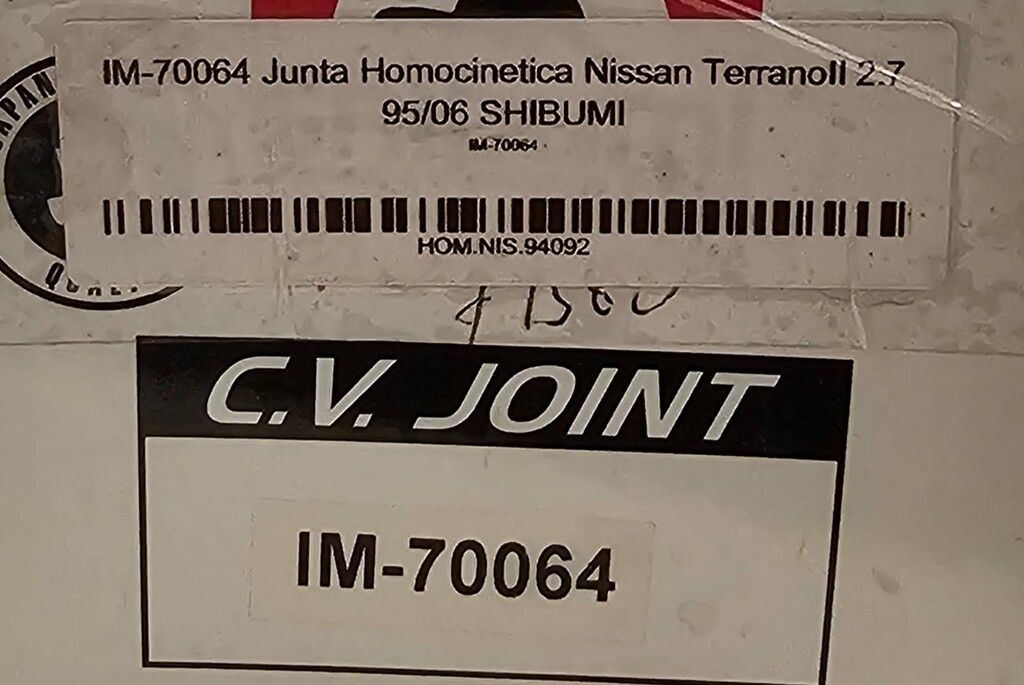 IM-70064 Junta Homocinetica Nissan TerranoII 2.7
95/06 SHIBUMI
IM-70064
HOM.NIS.94092
C.V. JOINT
IM-70064